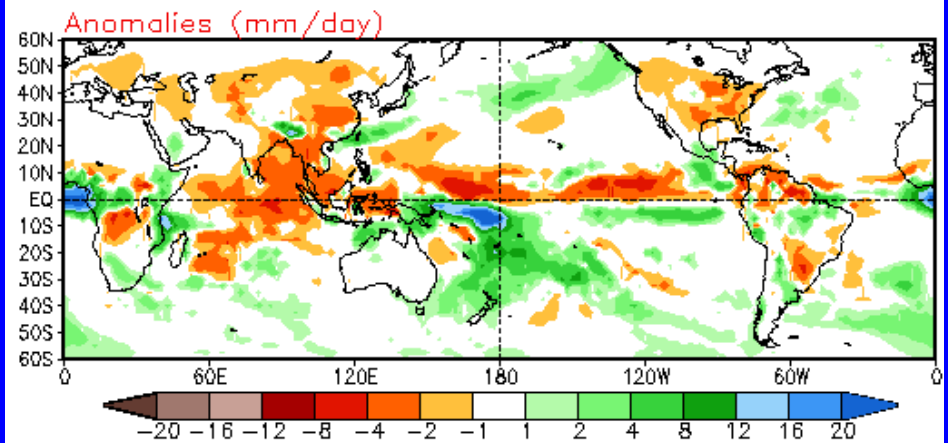 Anomalies (mm/day)
60N
50N
40N
30N
20N
10N
EQ
10S
20S
30S
40S
50S
60S
0 60E 120E 180 120W 60W 0
−20 −16 −12 −8 −4 −2 −1 1 2 4 8 12 16 20